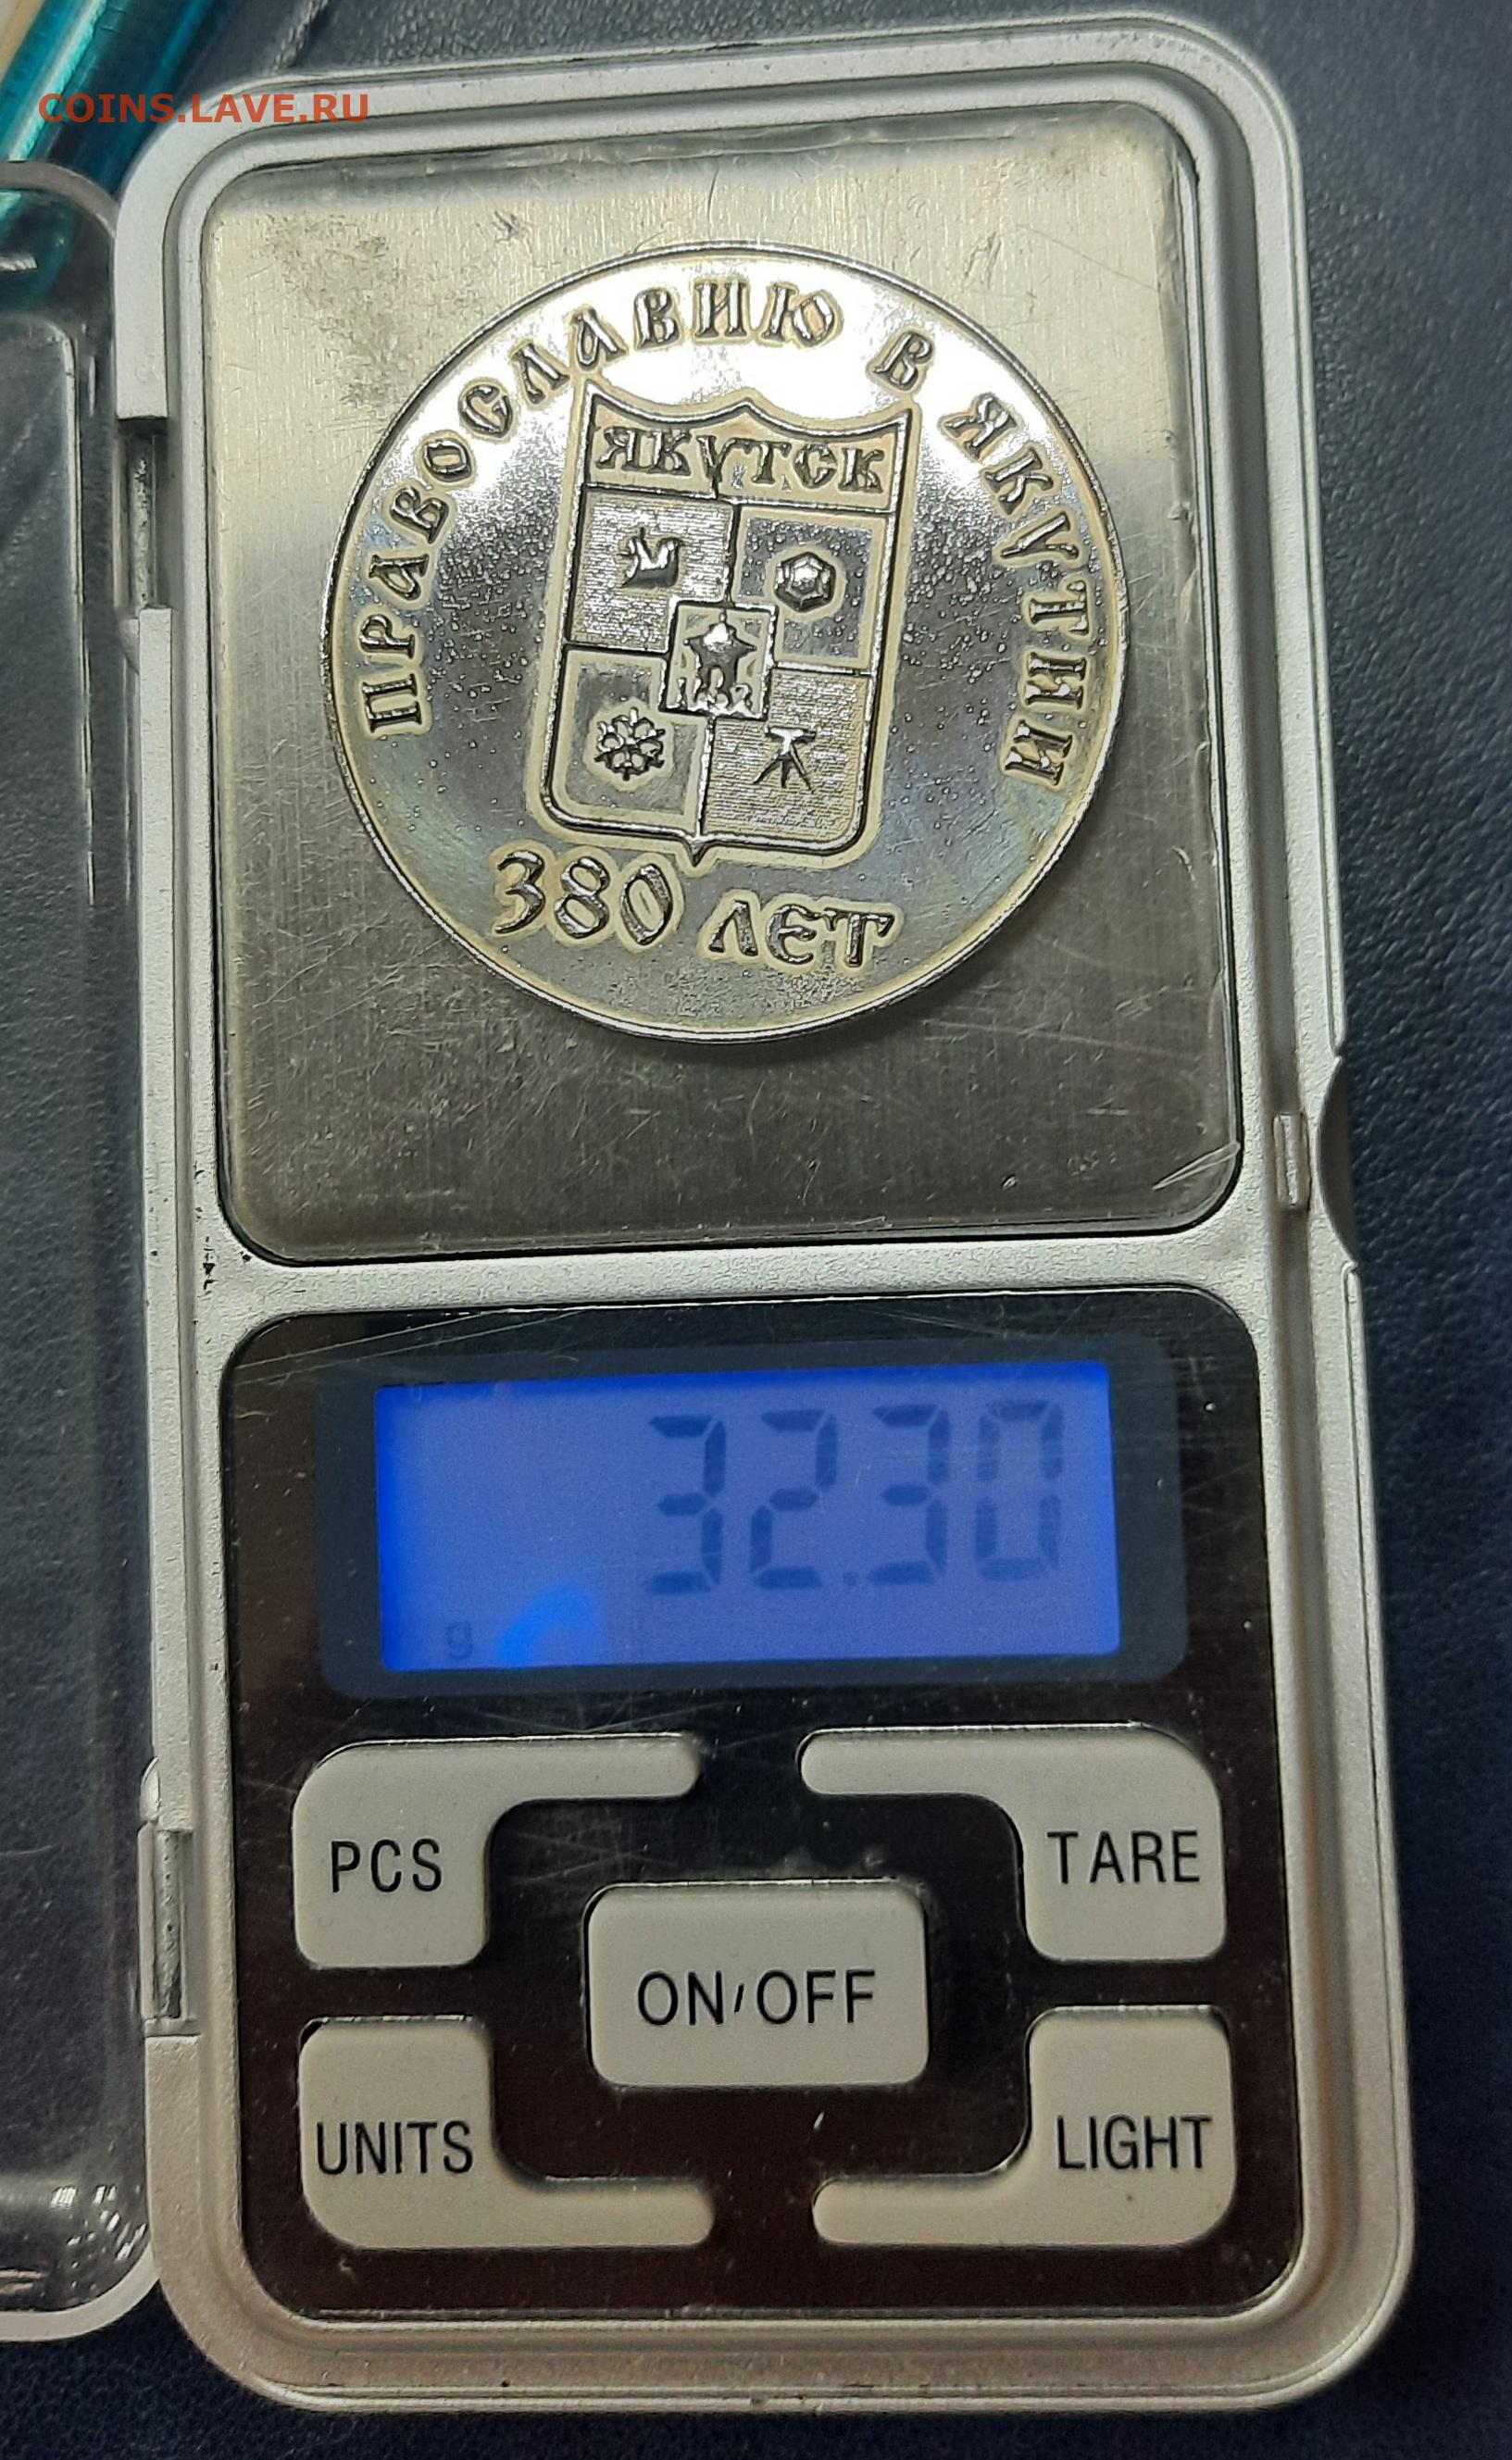 COINS.LAVE.RU
ПРАВОСЛАВИЮ В ЯКУТИИ
ЯКУТСК
380 ЛЕТ
32.30
g
PCS
TARE
ON/OFF
UNITS
LIGHT